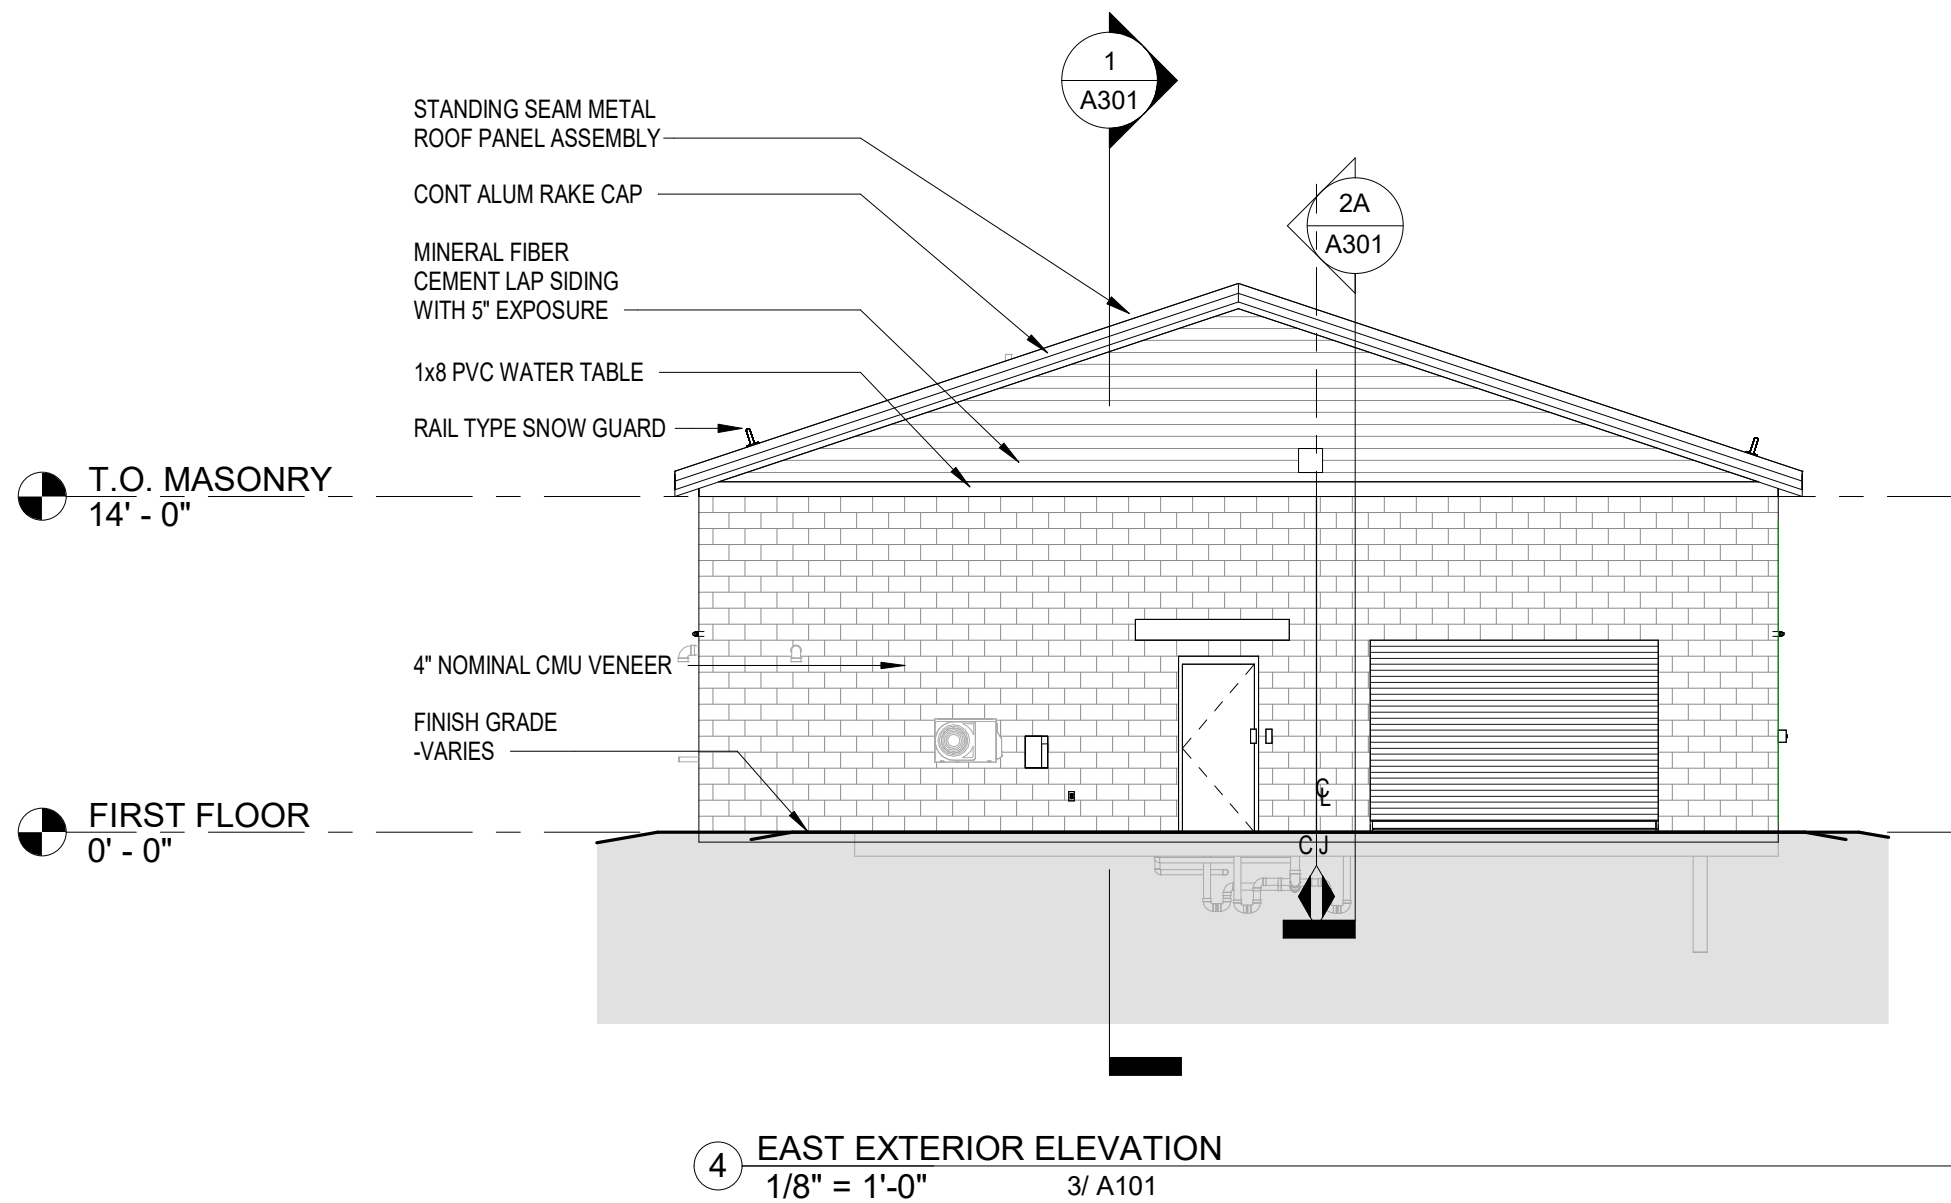 1
A301
2A
A301
STANDING SEAM METAL
ROOF PANEL ASSEMBLY
CONT ALUM RAKE CAP
MINERAL FIBER
CEMENT LAP SIDING
WITH 5" EXPOSURE
1x8 PVC WATER TABLE
RAIL TYPE SNOW GUARD
T.O. MASONRY
14' - 0"
4" NOMINAL CMU VENEER
FINISH GRADE
-VARIES
FIRST FLOOR
0' - 0"
CL
CJ
4
EAST EXTERIOR ELEVATION
1/8" = 1'-0"
3/ A101